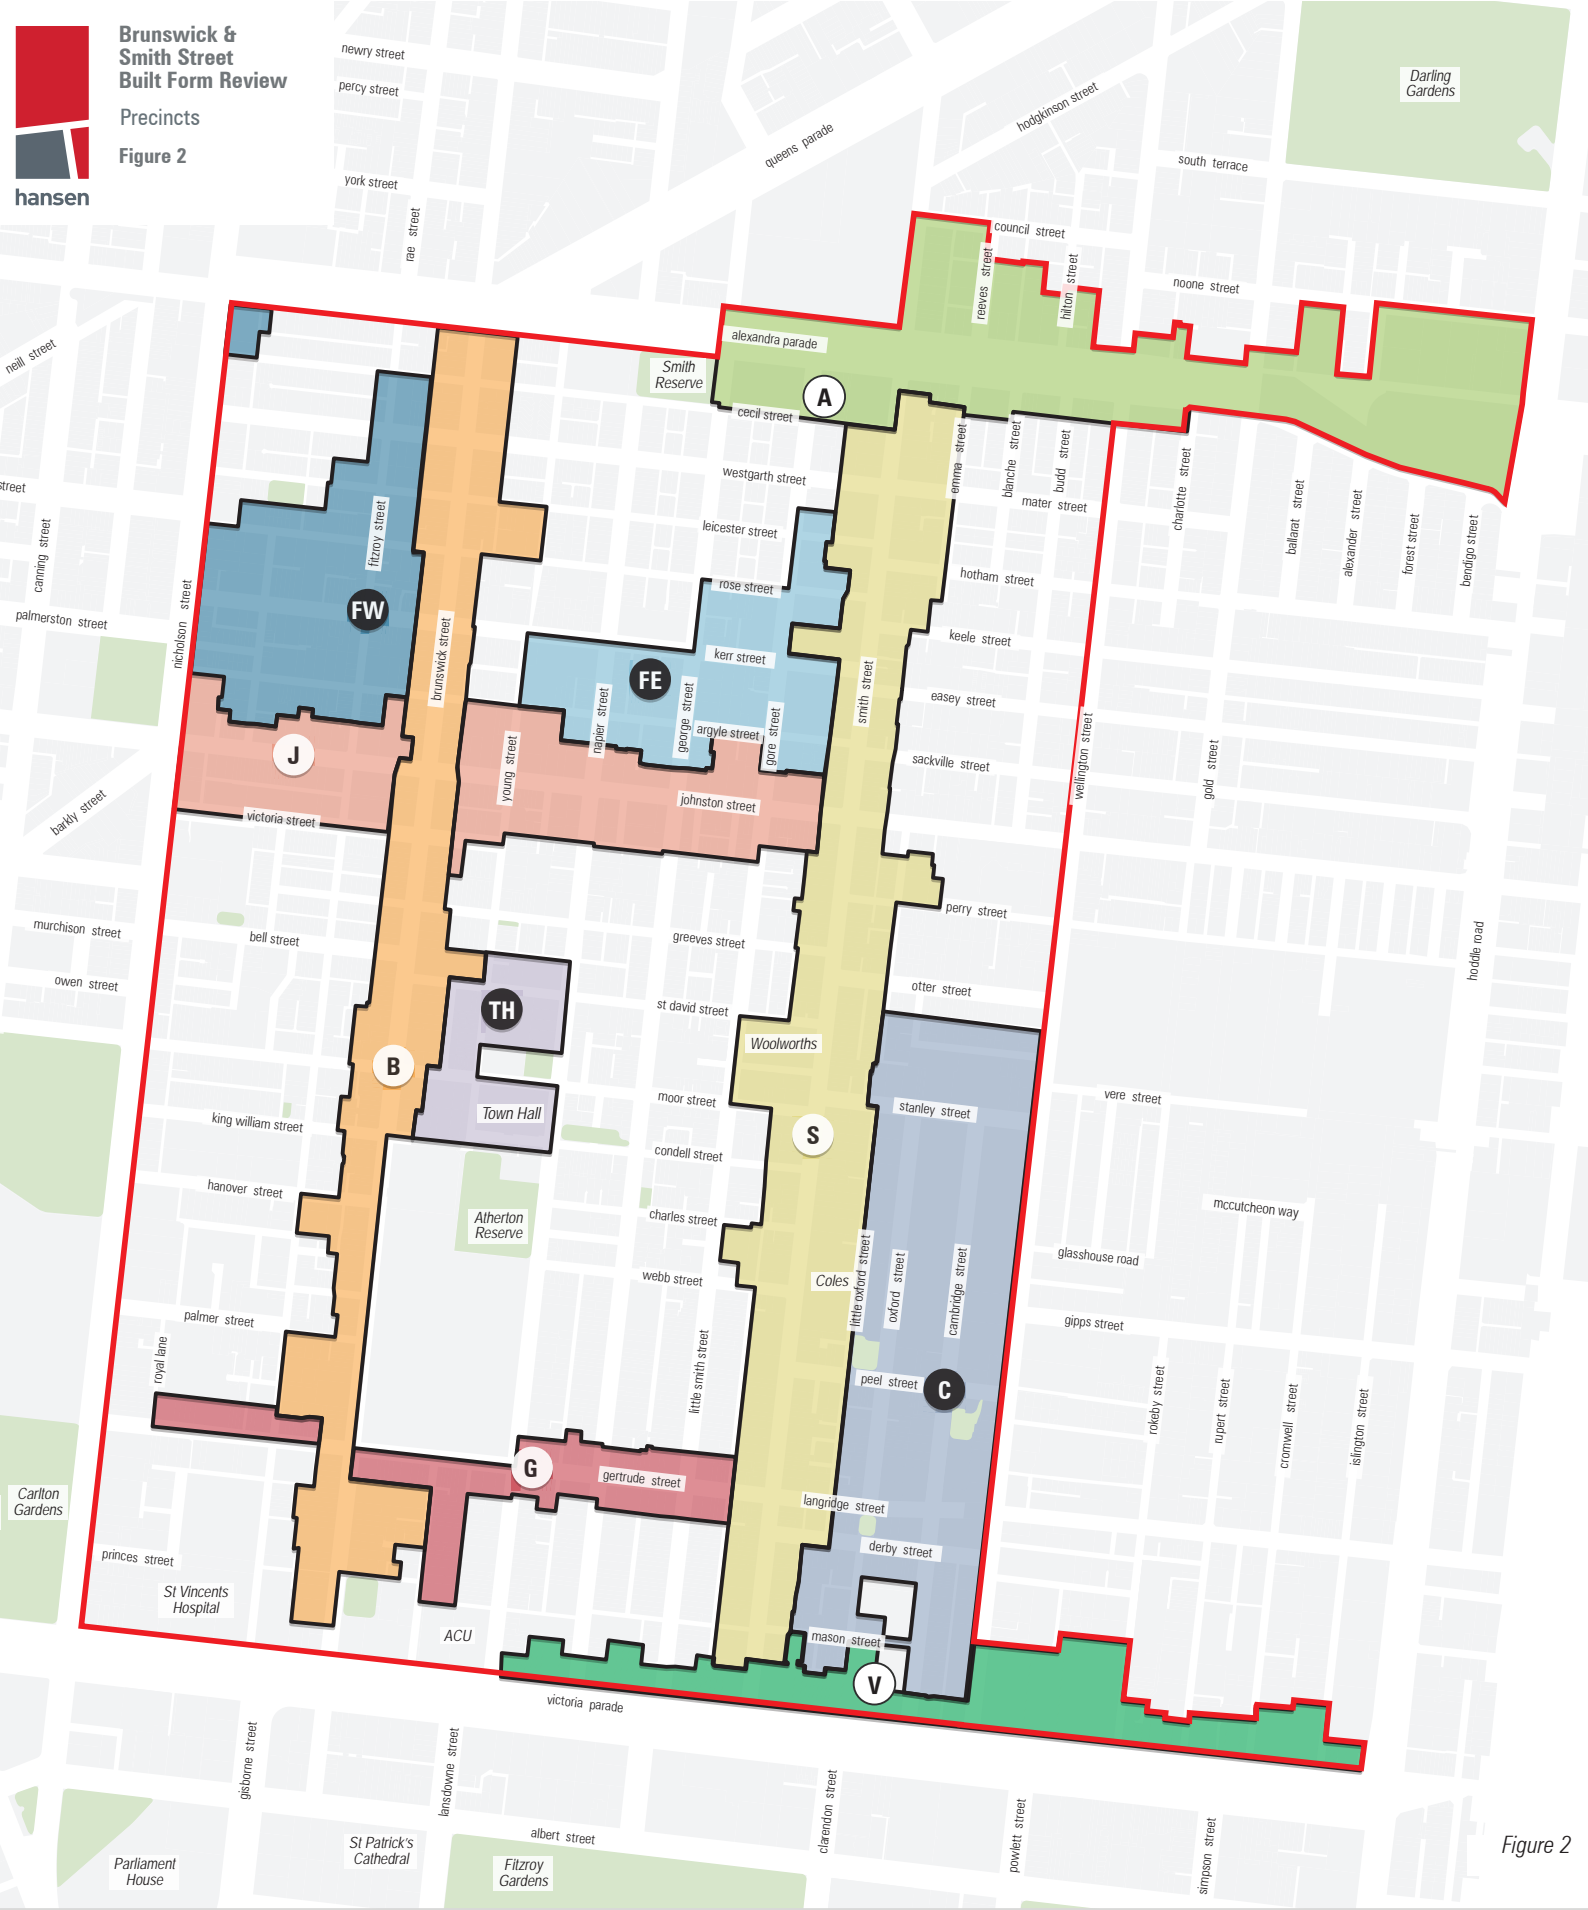 Brunswick &
Smith Street
Built Form Review
Precincts
Figure 2
hansen
newry street
percy street
york street
rae street
queens parade
hodgkinson street
Darling
Gardens
south terrace
council street
reeves street
hilton street
noone street
neill street
alexandra parade
Smith
Reserve
A
cecil street
westgarth street
emma street
blanche street
budd street
mater street
charlotte street
ballarat street
alexander street
forest street
bendigo street
street
canning street
palmerston street
nicholson street
fitzroy street
FW
leicester street
rose street
hotham street
keele street
brunswick street
kerr street
FE
smith street
easey street
napier street
george street
argyle street
gore street
J
young street
sackville street
wellington street
gold street
johnston street
barkly street
victoria street
murchison street
bell street
greeves street
perry street
hoddle road
owen street
otter street
TH
st david street
Woolworths
B
moor street
stanley street
vere street
king william street
Town Hall
S
condell street
hanover street
Atherton
Reserve
charles street
mccutcheon way
little oxford street
oxford street
cambridge street
glasshouse road
webb street
Coles
palmer street
gipps street
royal lane
little smith street
peel street
C
rokeby street
rupert street
cromwell street
islington street
G
gertrude street
Carlton
Gardens
langridge street
princes street
derby street
St Vincents
Hospital
ACU
mason street
V
victoria parade
gisborne street
lansdowne street
clarendon street
powlett street
simpson street
albert street
St Patrick's
Cathedral
Parliament
House
Fitzroy
Gardens
Figure 2